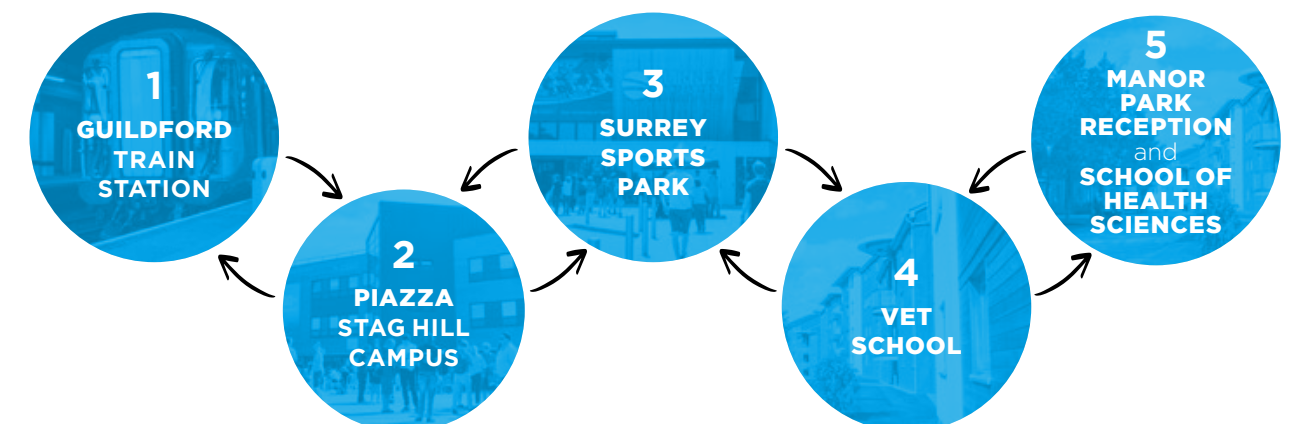 1
GUILDFORD
TRAIN
STATION
2
PIAZZA
STAG HILL
CAMPUS
3
SURREY
SPORTS
PARK
4
VET
SCHOOL
5
MANOR
PARK
RECEPTION
and
SCHOOL OF
HEALTH
SCIENCES